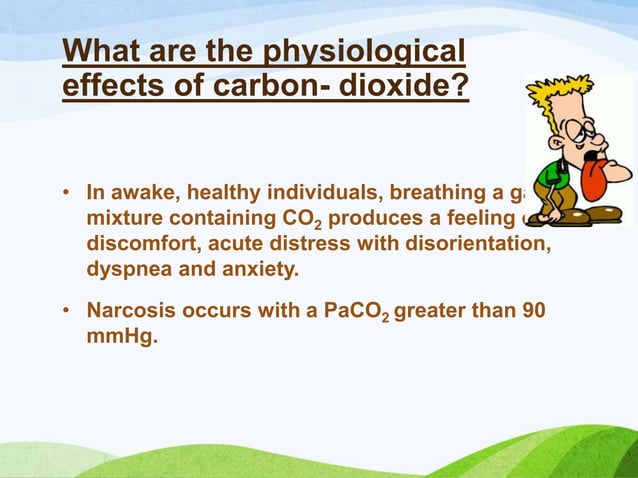 What are the physiological
effects of carbon- dioxide?
• In awake, healthy individuals, breathing a
mixture containing CO₂ produces a feeling
discomfort, acute distress with disorientation,
dyspnea and anxiety.
• Narcosis occurs with a PaCO₂ greater than 90
mmHg.